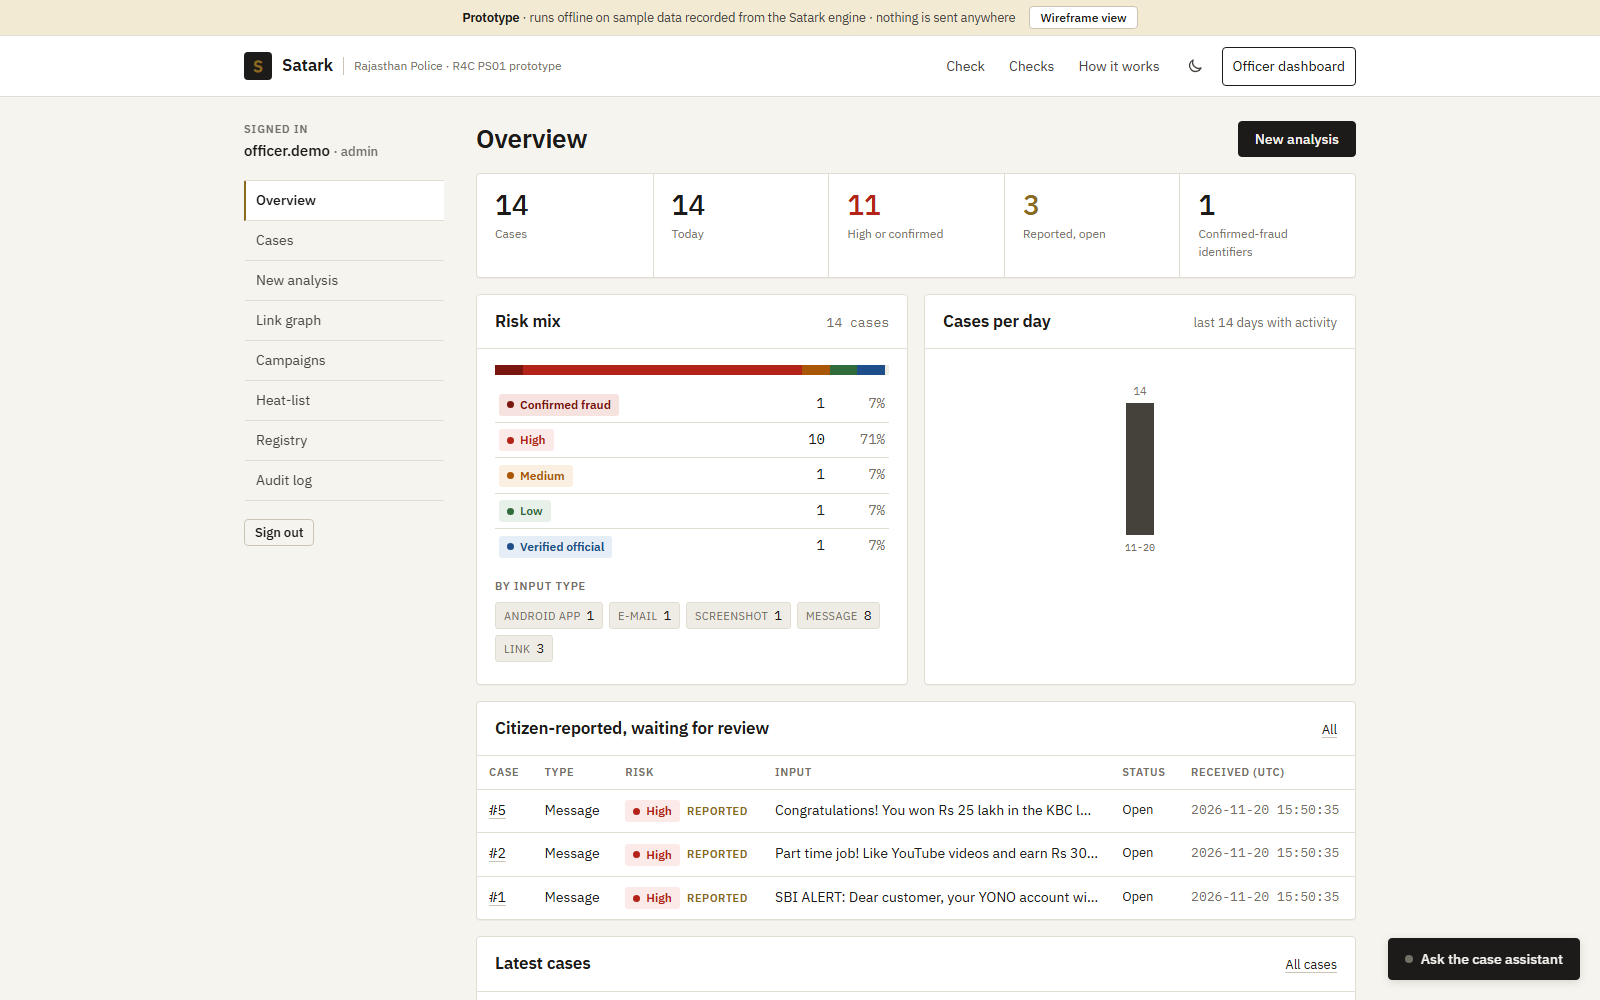 Prototype · runs offline on sample data recorded from the Satark engine · nothing is sent anywhere
Wireframe view
S
Satark
Rajasthan Police · R4C PS01 prototype
Check
Checks
How it works
Officer dashboard
SIGNED IN
officer.demo · admin
Overview
Cases
New analysis
Link graph
Campaigns
Heat-list
Registry
Audit log
Sign out
Overview
New analysis
14
Cases
14
Today
11
High or confirmed
3
Reported, open
1
Confirmed-fraud
identifiers
Risk mix
14 cases
Confirmed fraud 1 7%
High 10 71%
Medium 1 7%
Low 1 7%
Verified official 1 7%
BY INPUT TYPE
ANDROID APP 1 E-MAIL 1 SCREENSHOT 1 MESSAGE 8
LINK 3
Cases per day
last 14 days with activity
14
11-20
Citizen-reported, waiting for review
All
CASE TYPE RISK INPUT STATUS RECEIVED (UTC)
#5 Message High REPORTED Congratulations! You won Rs 25 lakh in the KBC l... Open 2026-11-20 15:50:35
#2 Message High REPORTED Part time job! Like YouTube videos and earn Rs 30... Open 2026-11-20 15:50:35
#1 Message High REPORTED SBI ALERT: Dear customer, your YONO account wi... Open 2026-11-20 15:50:35
Latest cases
All cases
Ask the case assistant